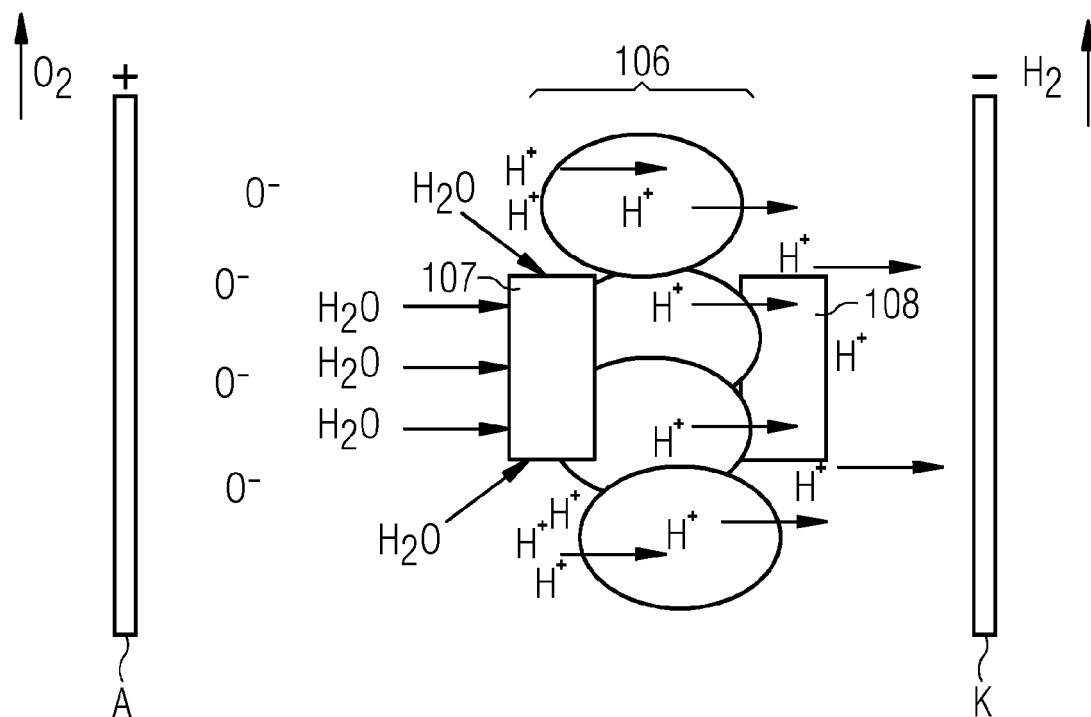 106
O₂ + − H₂
H⁺
O⁻ H₂O H⁺ H⁺
H⁺
O⁻ 107
H₂O H⁺ 108
H₂O H⁺
O⁻
H₂O H⁺
H⁺
O⁻
H⁺
H₂O H⁺ H⁺
H⁺
A K